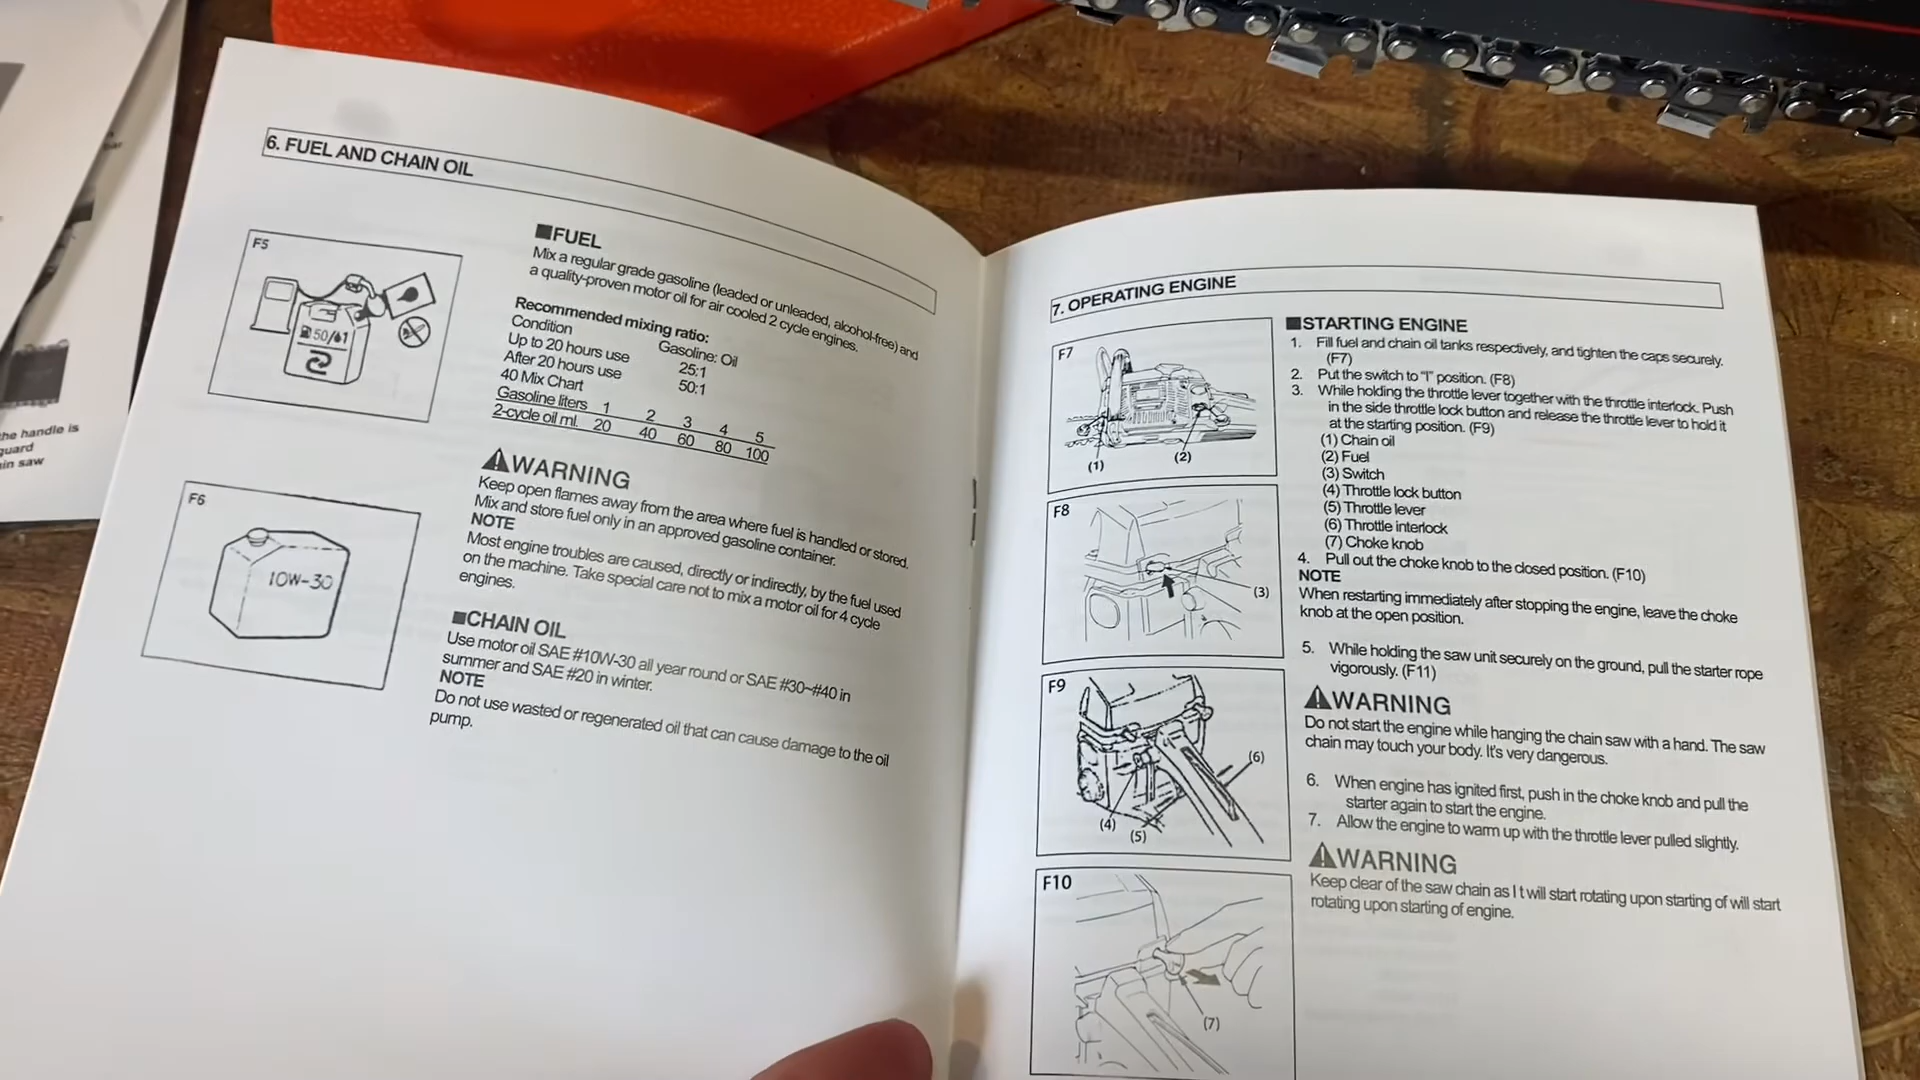 he handle is
guard
in saw
6. FUEL AND CHAIN OIL
F5
50/1
■FUEL
Mix a regular grade gasoline (leaded or unleaded, alcohol-free) and
a quality-proven motor oil for air cooled 2 cycle engines.
Recommended mixing ratio:
Condition Gasoline: Oil
Up to 20 hours use 25:1
After 20 hours use 50:1
40 Mix Chart
Gasoline liters 1 2 3 4 5
2-cycle oil ml. 20 40 60 80 100
⚠WARNING
Keep open flames away from the area where fuel is handled or stored.
Mix and store fuel only in an approved gasoline container.
NOTE
Most engine troubles are caused, directly or indirectly, by the fuel used
on the machine. Take special care not to mix a motor oil for 4 cycle
engines.
F6
10W-30
■CHAIN OIL
Use motor oil SAE #10W-30 all year round or SAE #30~#40 in
summer and SAE #20 in winter.
NOTE
Do not use wasted or regenerated oil that can cause damage to the oil
pump.
7. OPERATING ENGINE
F7
(1)
(2)
F8
(3)
F9
(6)
(4)
(5)
F10
(7)
■STARTING ENGINE
1. Fill fuel and chain oil tanks respectively, and tighten the caps securely.
(F7)
2. Put the switch to "I" position. (F8)
3. While holding the throttle lever together with the throttle interlock. Push
in the side throttle lock button and release the throttle lever to hold it
at the starting position. (F9)
(1) Chain oil
(2) Fuel
(3) Switch
(4) Throttle lock button
(5) Throttle lever
(6) Throttle interlock
(7) Choke knob
4. Pull out the choke knob to the closed position. (F10)
NOTE
When restarting immediately after stopping the engine, leave the choke
knob at the open position.
5. While holding the saw unit securely on the ground, pull the starter rope
vigorously. (F11)
⚠WARNING
Do not start the engine while hanging the chain saw with a hand. The saw
chain may touch your body. It's very dangerous.
6. When engine has ignited first, push in the choke knob and pull the
starter again to start the engine.
7. Allow the engine to warm up with the throttle lever pulled slightly.
⚠WARNING
Keep clear of the saw chain as I t will start rotating upon starting of will start
rotating upon starting of engine.